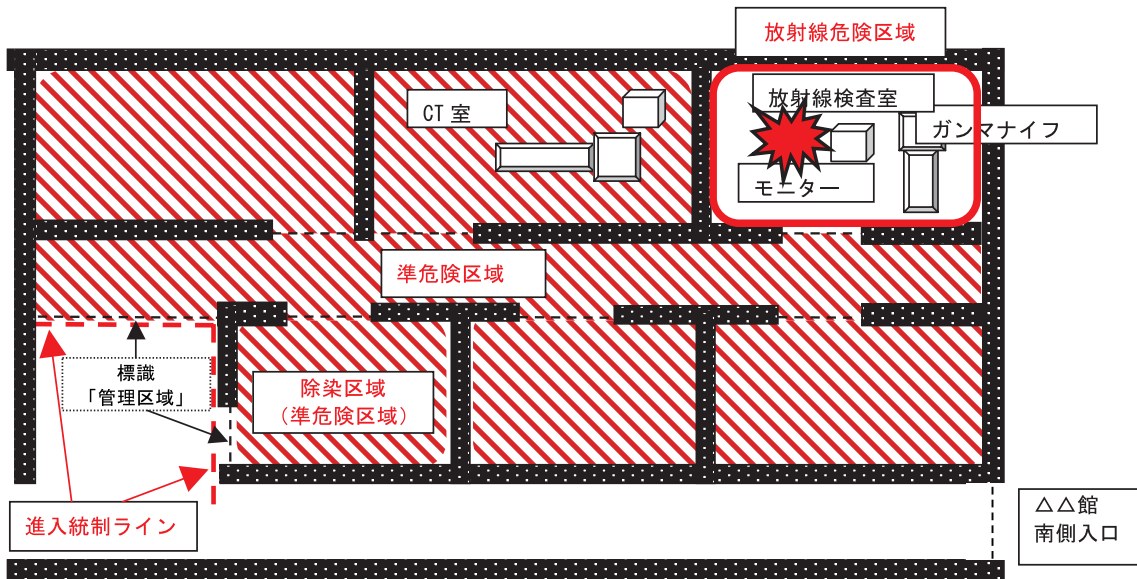 放射線危険区域
放射線検査室
CT 室
ガンマナイフ
モニター
準危険区域
標識
「管理区域」
除染区域
（準危険区域）
進入統制ライン
△△館
南側入口